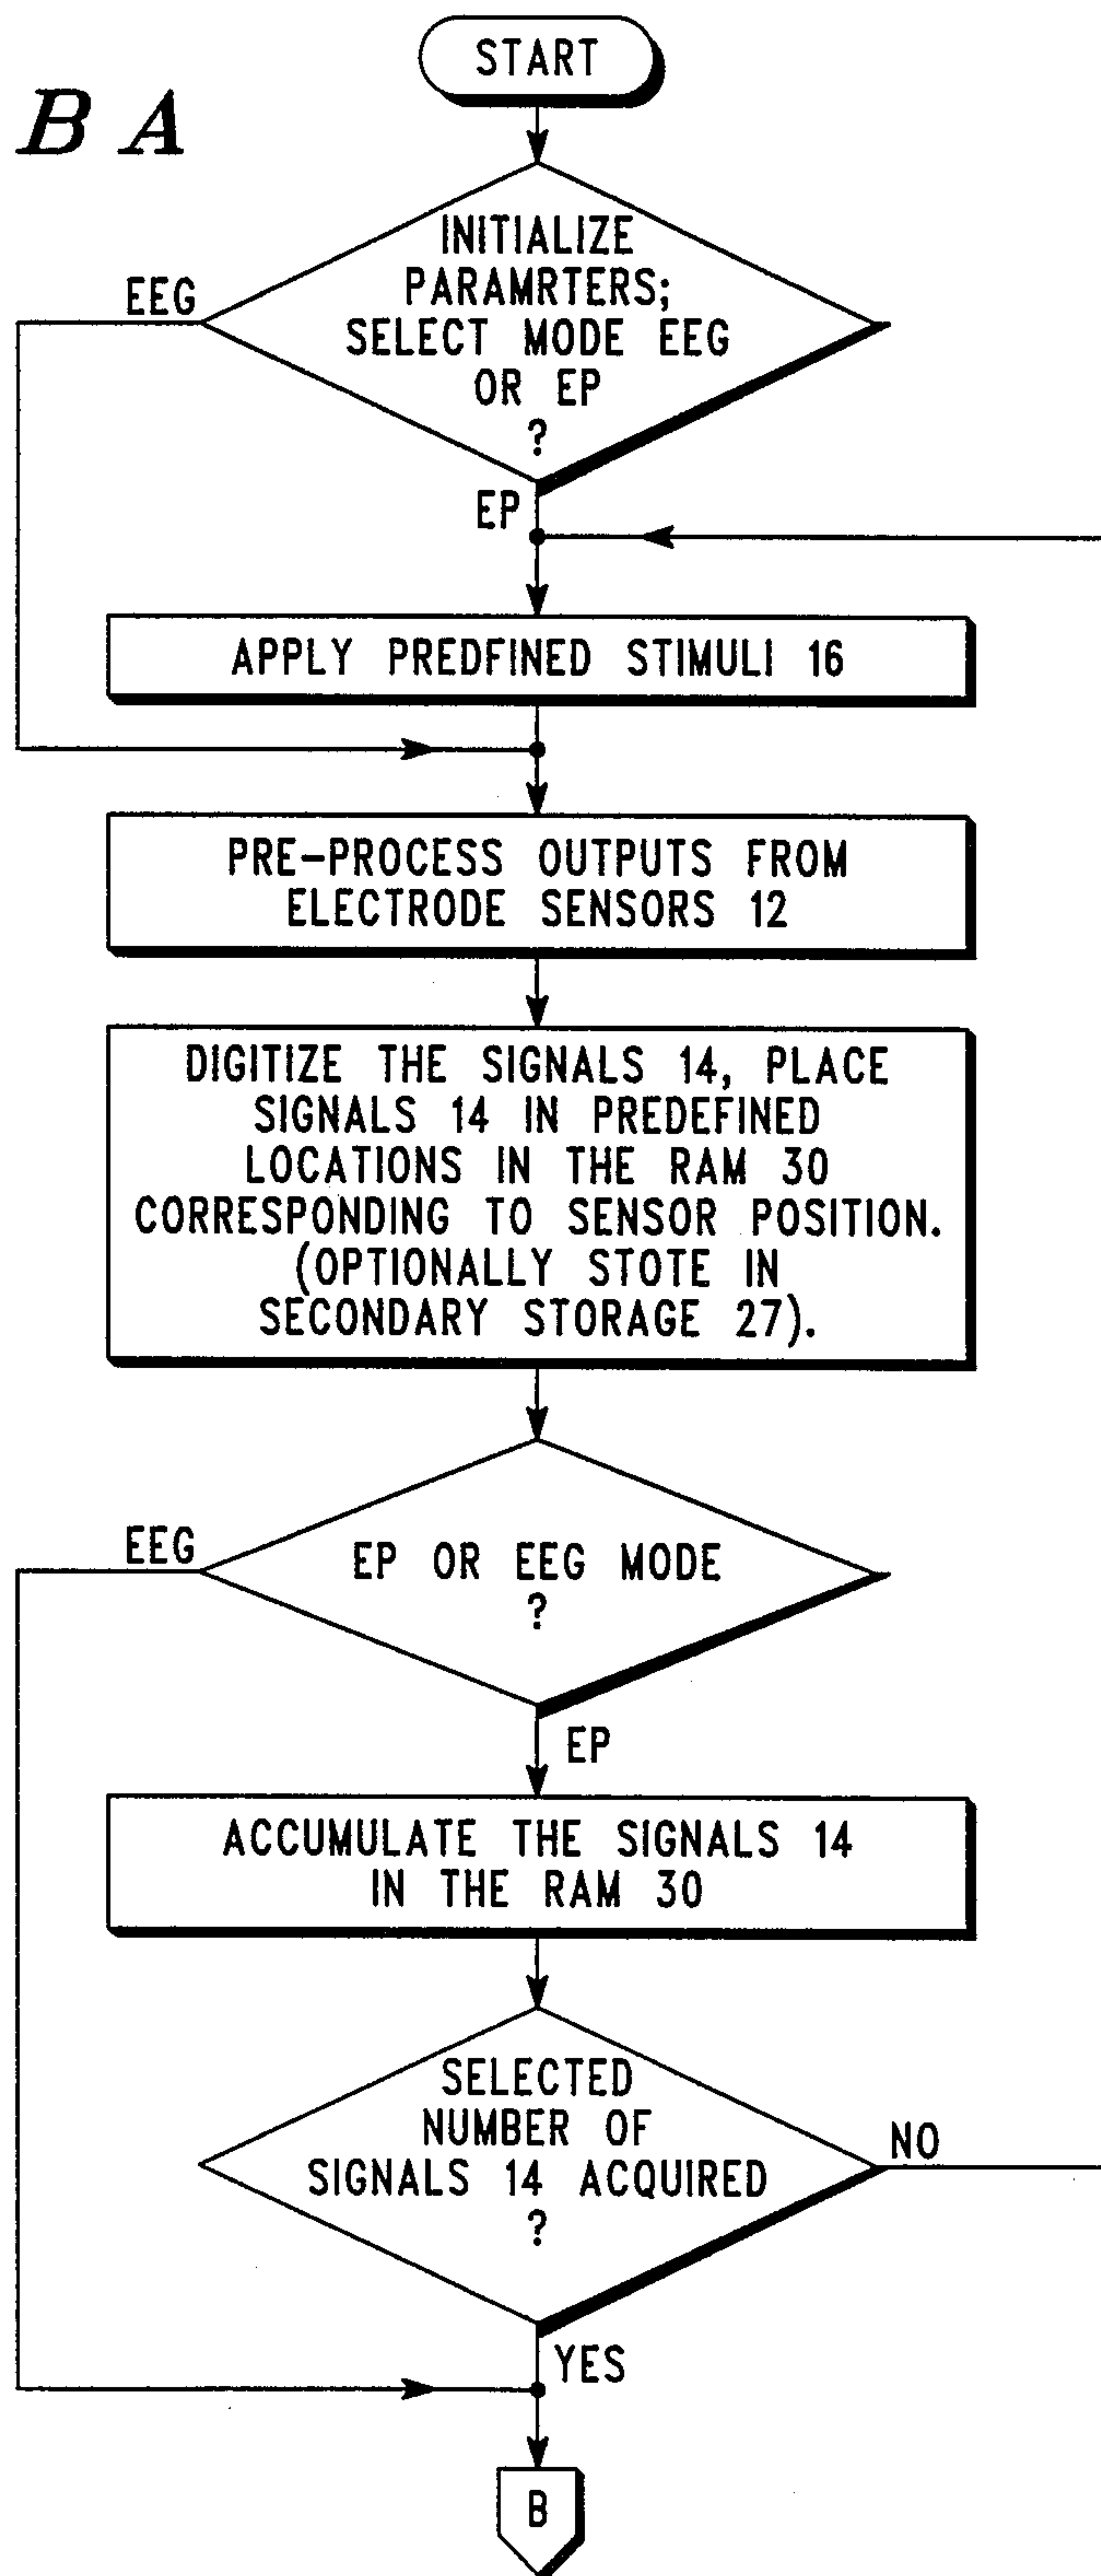 START
B A
INITIALIZE
PARAMRTERS;
SELECT MODE EEG
OR EP
?
EEG
EP
APPLY PREDFINED STIMULI 16
PRE-PROCESS OUTPUTS FROM
ELECTRODE SENSORS 12
DIGITIZE THE SIGNALS 14, PLACE
SIGNALS 14 IN PREDEFINED
LOCATIONS IN THE RAM 30
CORRESPONDING TO SENSOR POSITION.
(OPTIONALLY STOTE IN
SECONDARY STORAGE 27).
EEG
EP OR EEG MODE
?
EP
ACCUMULATE THE SIGNALS 14
IN THE RAM 30
SELECTED
NUMBER OF
SIGNALS 14 ACQUIRED
?
NO
YES
B